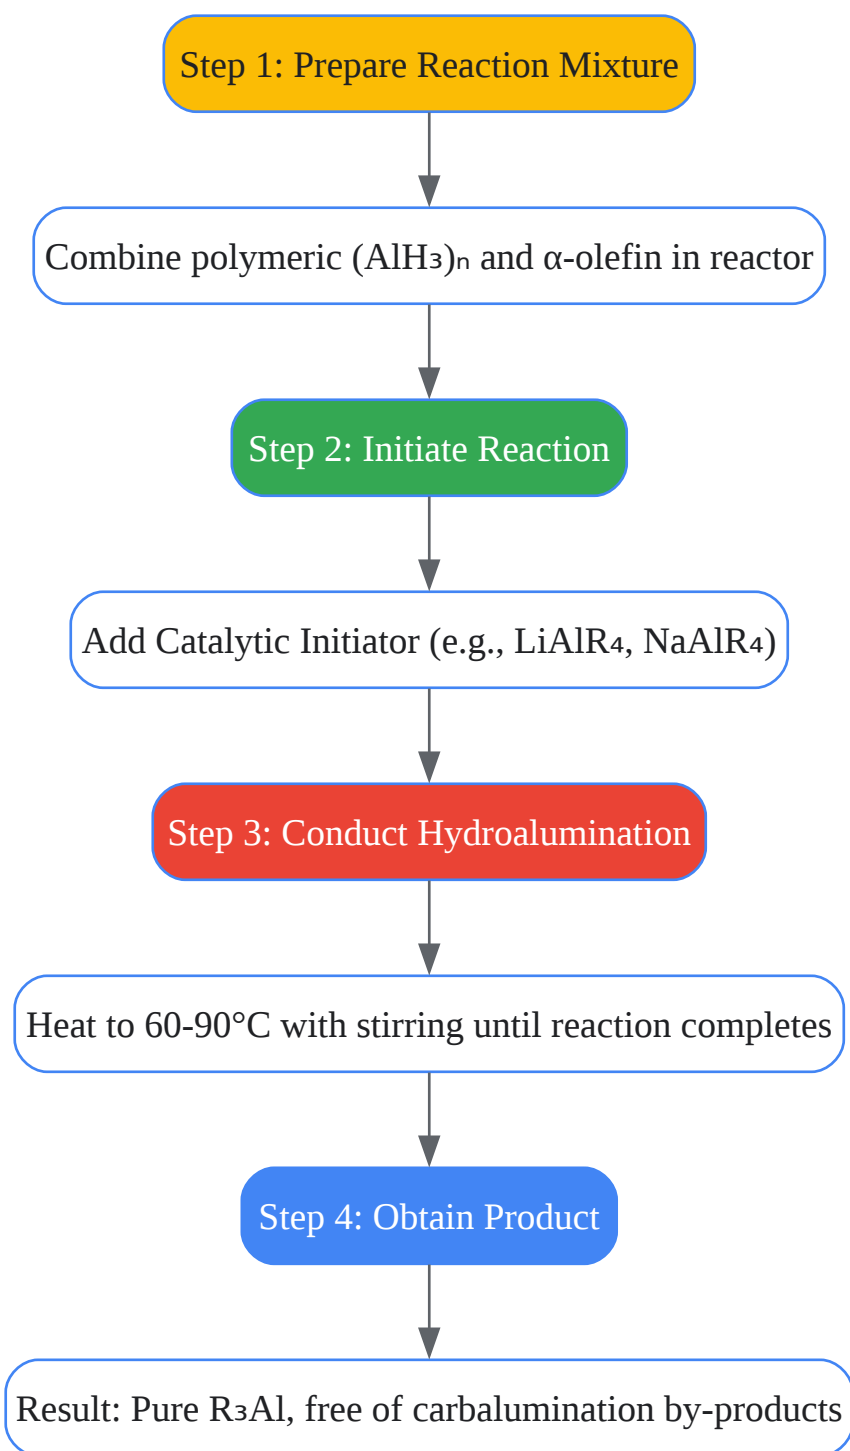 Step 1: Prepare Reaction Mixture
Combine polymeric (AlH₃)ₙ and α-olefin in reactor
Step 2: Initiate Reaction
Add Catalytic Initiator (e.g., LiAlR₄, NaAlR₄)
Step 3: Conduct Hydroalumination
Heat to 60-90°C with stirring until reaction completes
Step 4: Obtain Product
Result: Pure R₃Al, free of carbalumination by-products